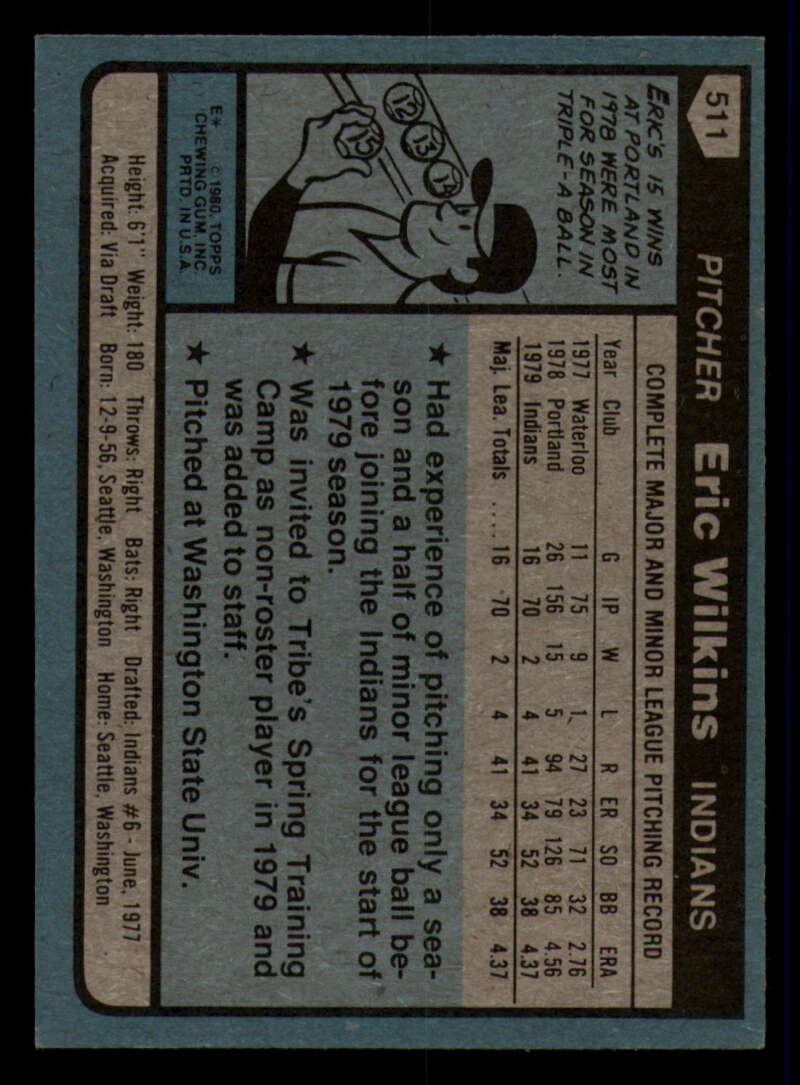 511
PITCHER Eric Wilkins INDIANS
ERIC'S 15 WINS
AT PORTLAND IN
1978 WERE MOST
FOR SEASON IN
TRIPLE-A BALL.
12 13 14
15
E* © 1980, TOPPS
CHEWING GUM, INC.
PRTD. IN U.S.A.
COMPLETE MAJOR AND MINOR LEAGUE PITCHING RECORD
Year Club G IP W L R ER SO BB ERA
1977 Waterloo 11 75 9 1 27 23 71 32 2.76
1978 Portland 26 156 15 5 94 79 126 85 4.56
1979 Indians 16 70 2 4 41 34 52 38 4.37
Maj. Lea. Totals ..... 16 70 2 4 41 34 52 38 4.37
★ Had experience of pitching only a sea-
son and a half of minor league ball be-
fore joining the Indians for the start of
1979 season.
★ Was invited to Tribe's Spring Training
Camp as non-roster player in 1979 and
was added to staff.
★ Pitched at Washington State Univ.
Height: 6'1" Weight: 180 Throws: Right Bats: Right Drafted: Indians #6 - June, 1977
Acquired: Via Draft Born: 12-9-56, Seattle, Washington Home: Seattle, Washington